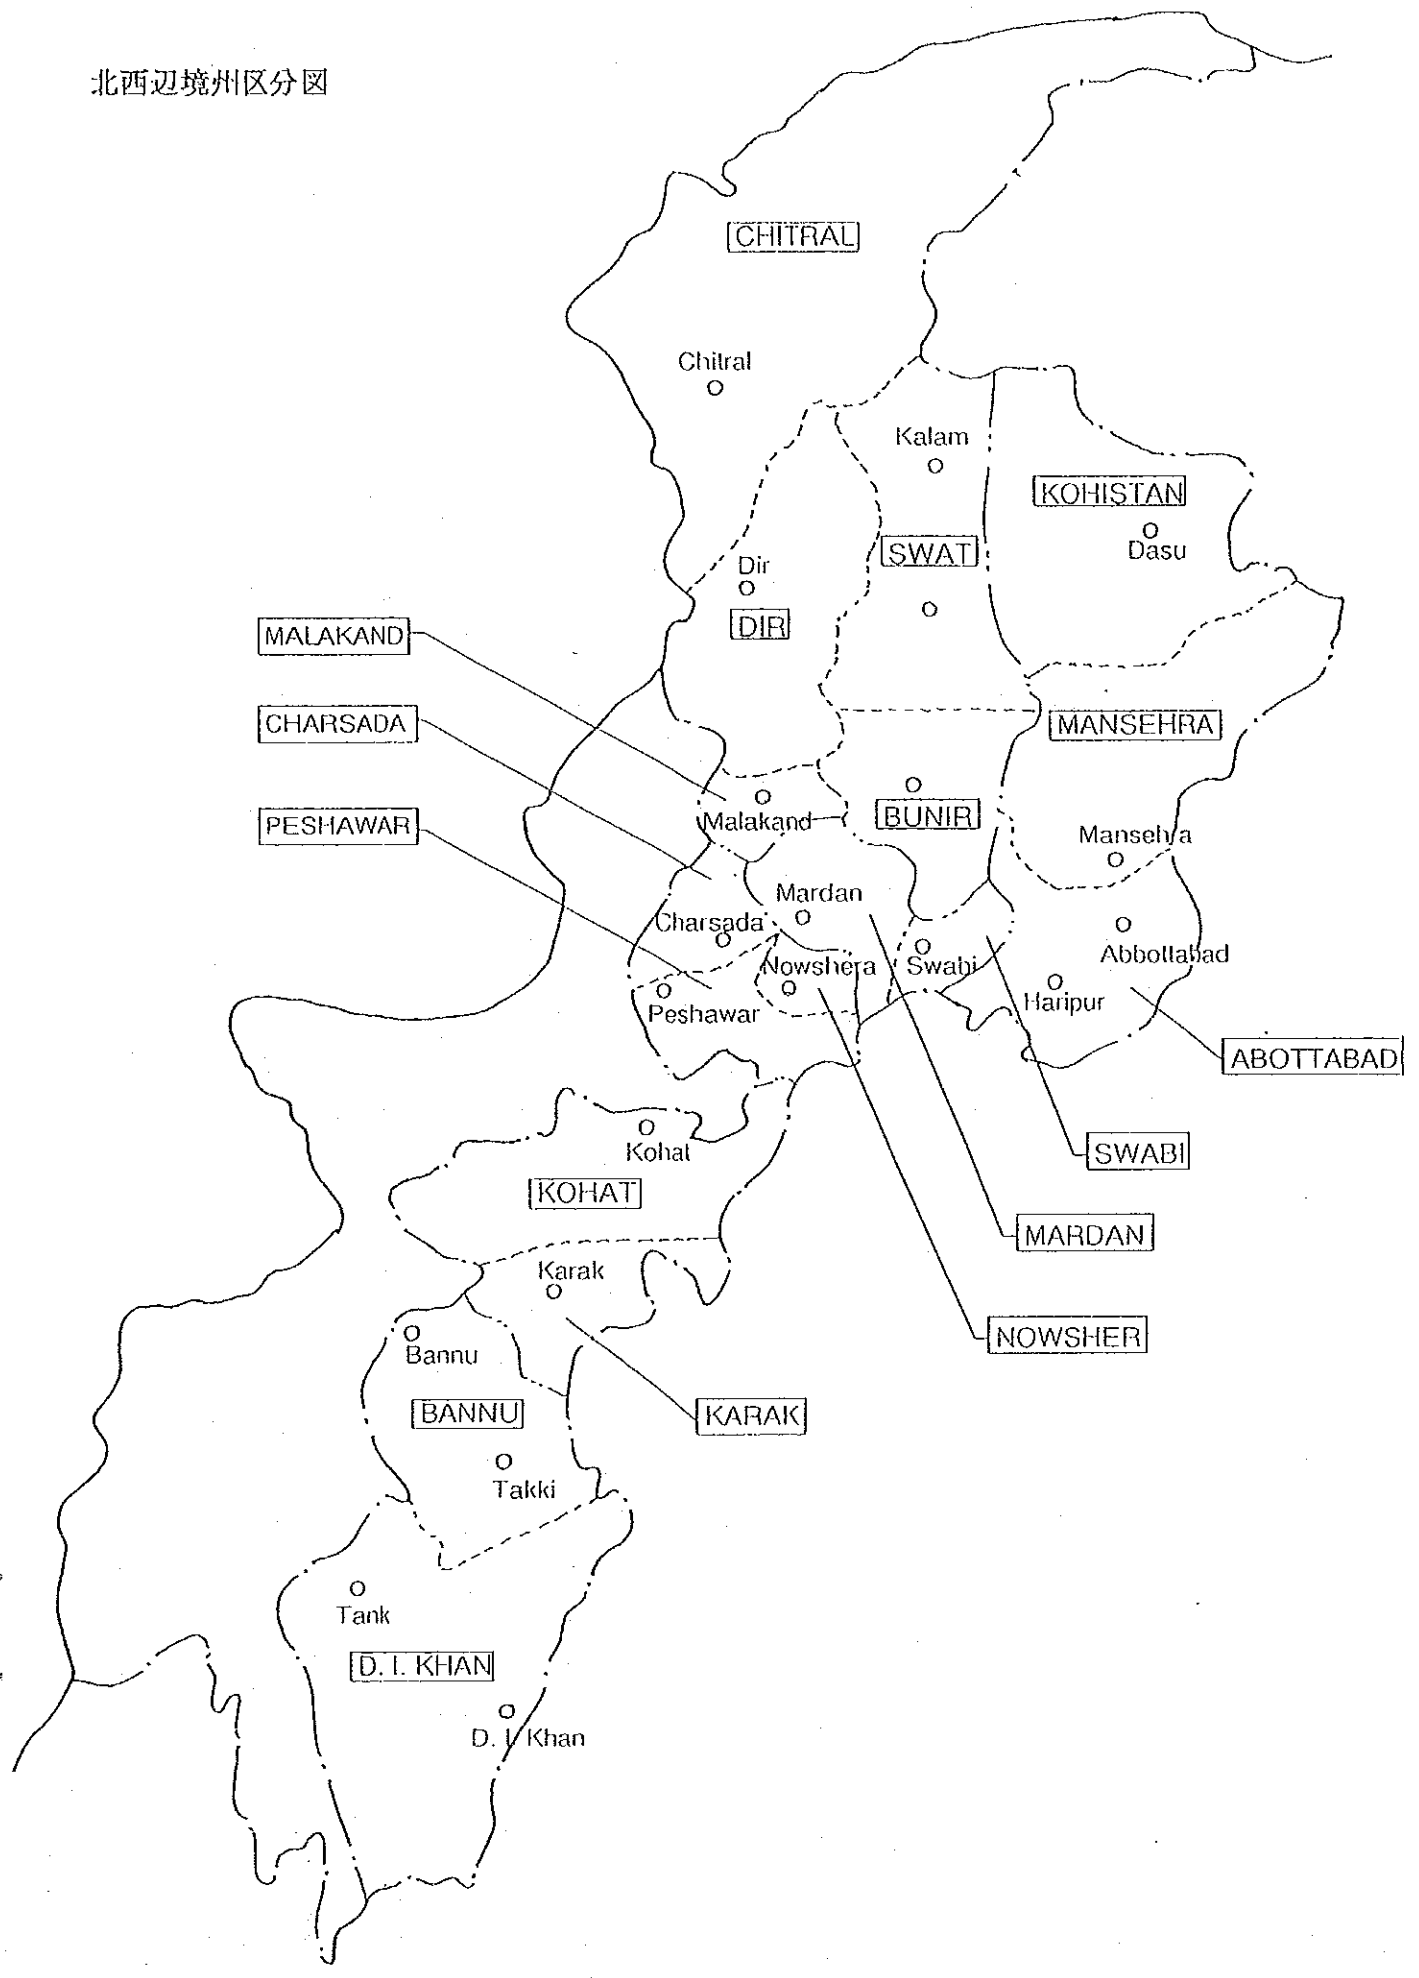 北西辺境州区分図
CHITRAL
Chitral
Kalam
KOHISTAN
Dasu
SWAT
Dir
DIR
MALAKAND
CHARSADA
MANSEHRA
Malakand
BUNIR
PESHAWAR
Mansehra
Mardan
Charsada
Nowshera
Swabi
Abbottabad
Peshawar
Haripur
ABOTTABAD
Kohat
SWABI
KOHAT
MARDAN
Karak
NOWSHER
Bannu
BANNU
KARAK
Takki
Tank
D. I. KHAN
D. I. Khan